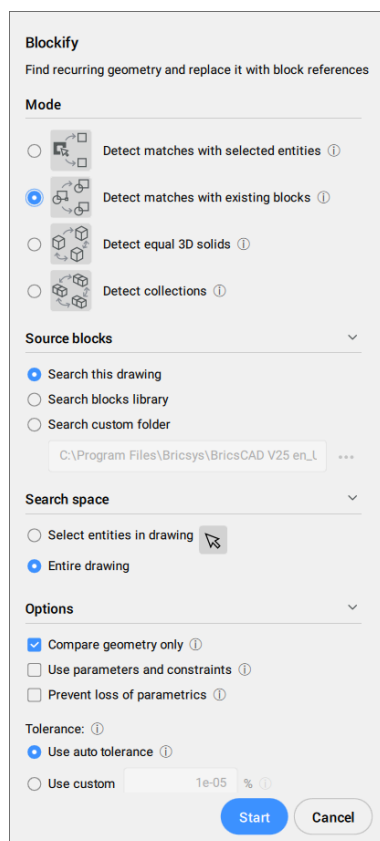 Blockify
Find recurring geometry and replace it with block references
Mode
Detect matches with selected entities
Detect matches with existing blocks
Detect equal 3D solids
Detect collections
Source blocks
Search this drawing
Search blocks library
Search custom folder
C:\Program Files\Bricsys\BricsCAD V25 en_U
Search space
Select entities in drawing
Entire drawing
Options
Compare geometry only
Use parameters and constraints
Prevent loss of parametrics
Tolerance:
Use auto tolerance
Use custom 1e-05 %
Start Cancel